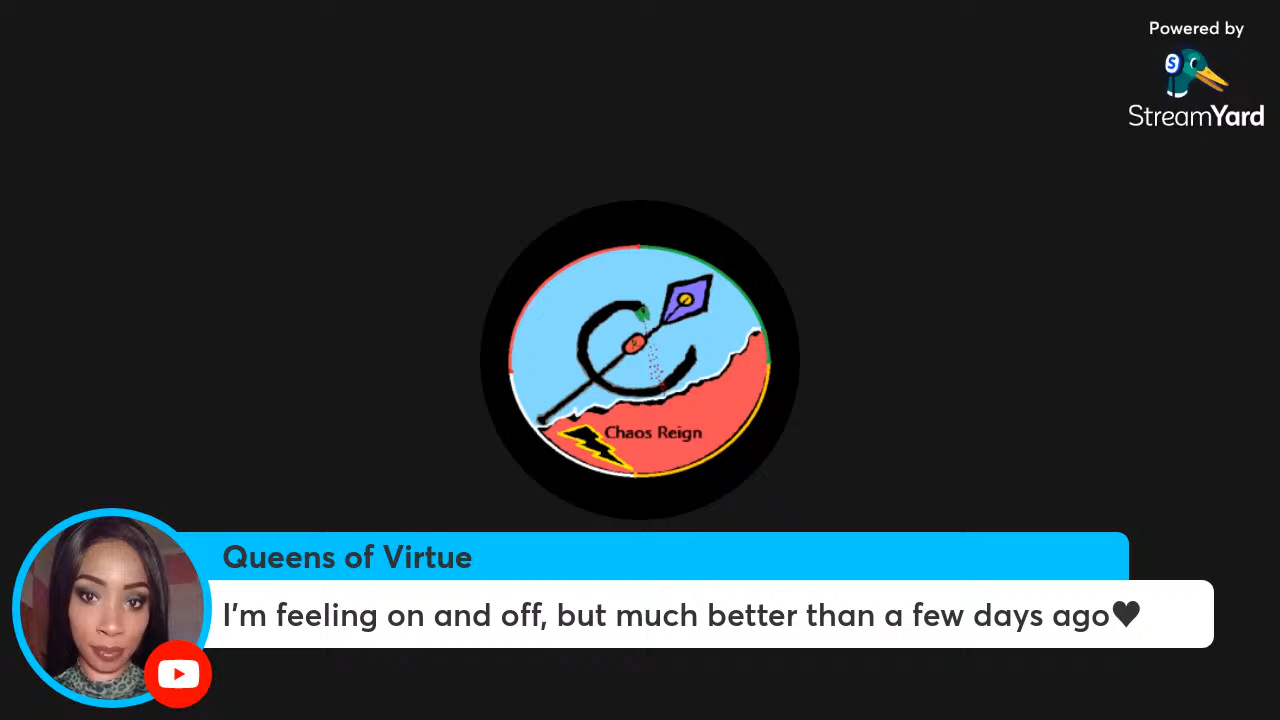 Powered by
StreamYard
Chaos Reign
Queens of Virtue
I'm feeling on and off, but much better than a few days ago♥